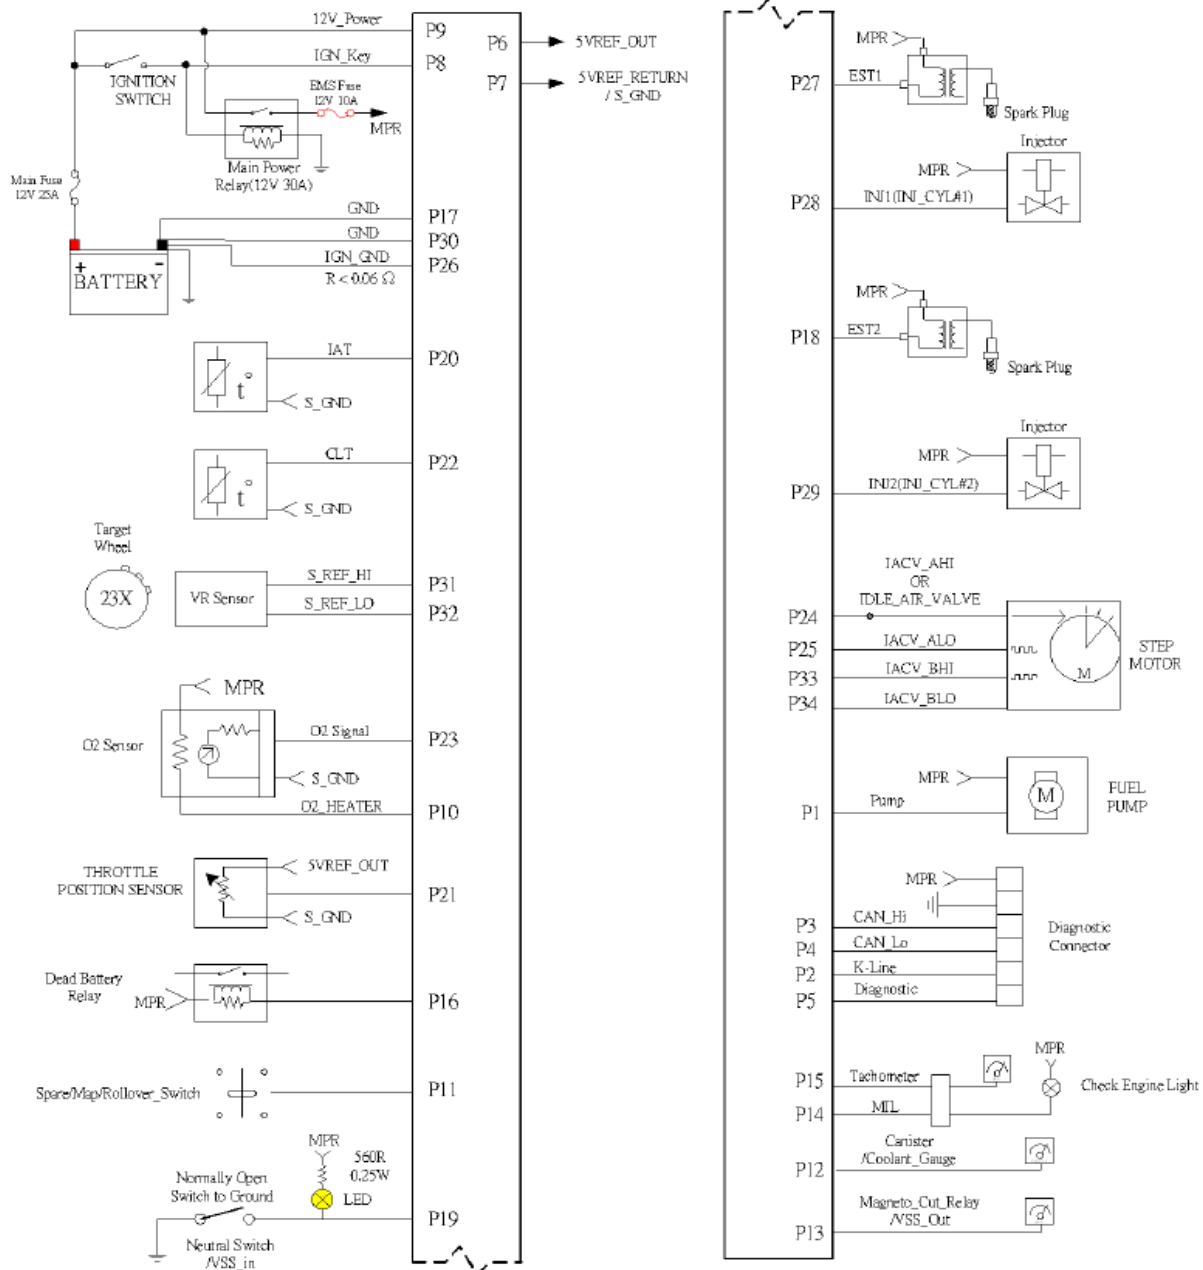 12V_Power
P9
IGN_Key
P8
IGNITION
SWITCH
EMS Fuse
12V 10A
MPR
Main Power
Relay(12V 30A)
Main Fuse
12V 25A
P6
5VREF_OUT
P7
5VREF_RETURN
/ S_GND
GND
P17
GND
P30
IGN_GND
P26
R < 0.06 Ω
+
-
BATTERY
IAT
P20
t°
S_GND
CLT
P22
t°
S_GND
Target
Wheel
23X
VR Sensor
S_REF_HI
P31
S_REF_LO
P32
MPR
O2 Sensor
O2 Signal
P23
S_GND
O2_HEATER
P10
THROTTLE
POSITION SENSOR
5VREF_OUT
P21
S_GND
Dead Battery
Relay
MPR
P16
Spare/Map/Rollover_Switch
P11
MPR
560R
0.25W
LED
Normally Open
Switch to Ground
P19
Neutral Switch
/VSS_in
MPR
P27
EST1
Spark Plug
Injector
MPR
P28
INJ1(INJ_CYL#1)
MPR
P18
EST2
Spark Plug
Injector
MPR
P29
INJ2(INJ_CYL#2)
IACV_AHI
OR
IDLE_AIR_VALVE
P24
P25
IACV_ALO
P33
IACV_BHI
P34
IACV_BLO
M
STEP
MOTOR
MPR
P1
Pump
M
FUEL
PUMP
MPR
P3
CAN_Hi
P4
CAN_Lo
P2
K-Line
P5
Diagnostic
Diagnostic
Connector
P15
Tachometer
P14
MIL
MPR
Check Engine Light
Canister
/Coolant_Gauge
P12
Magneto_Cut_Relay
/VSS_Out
P13